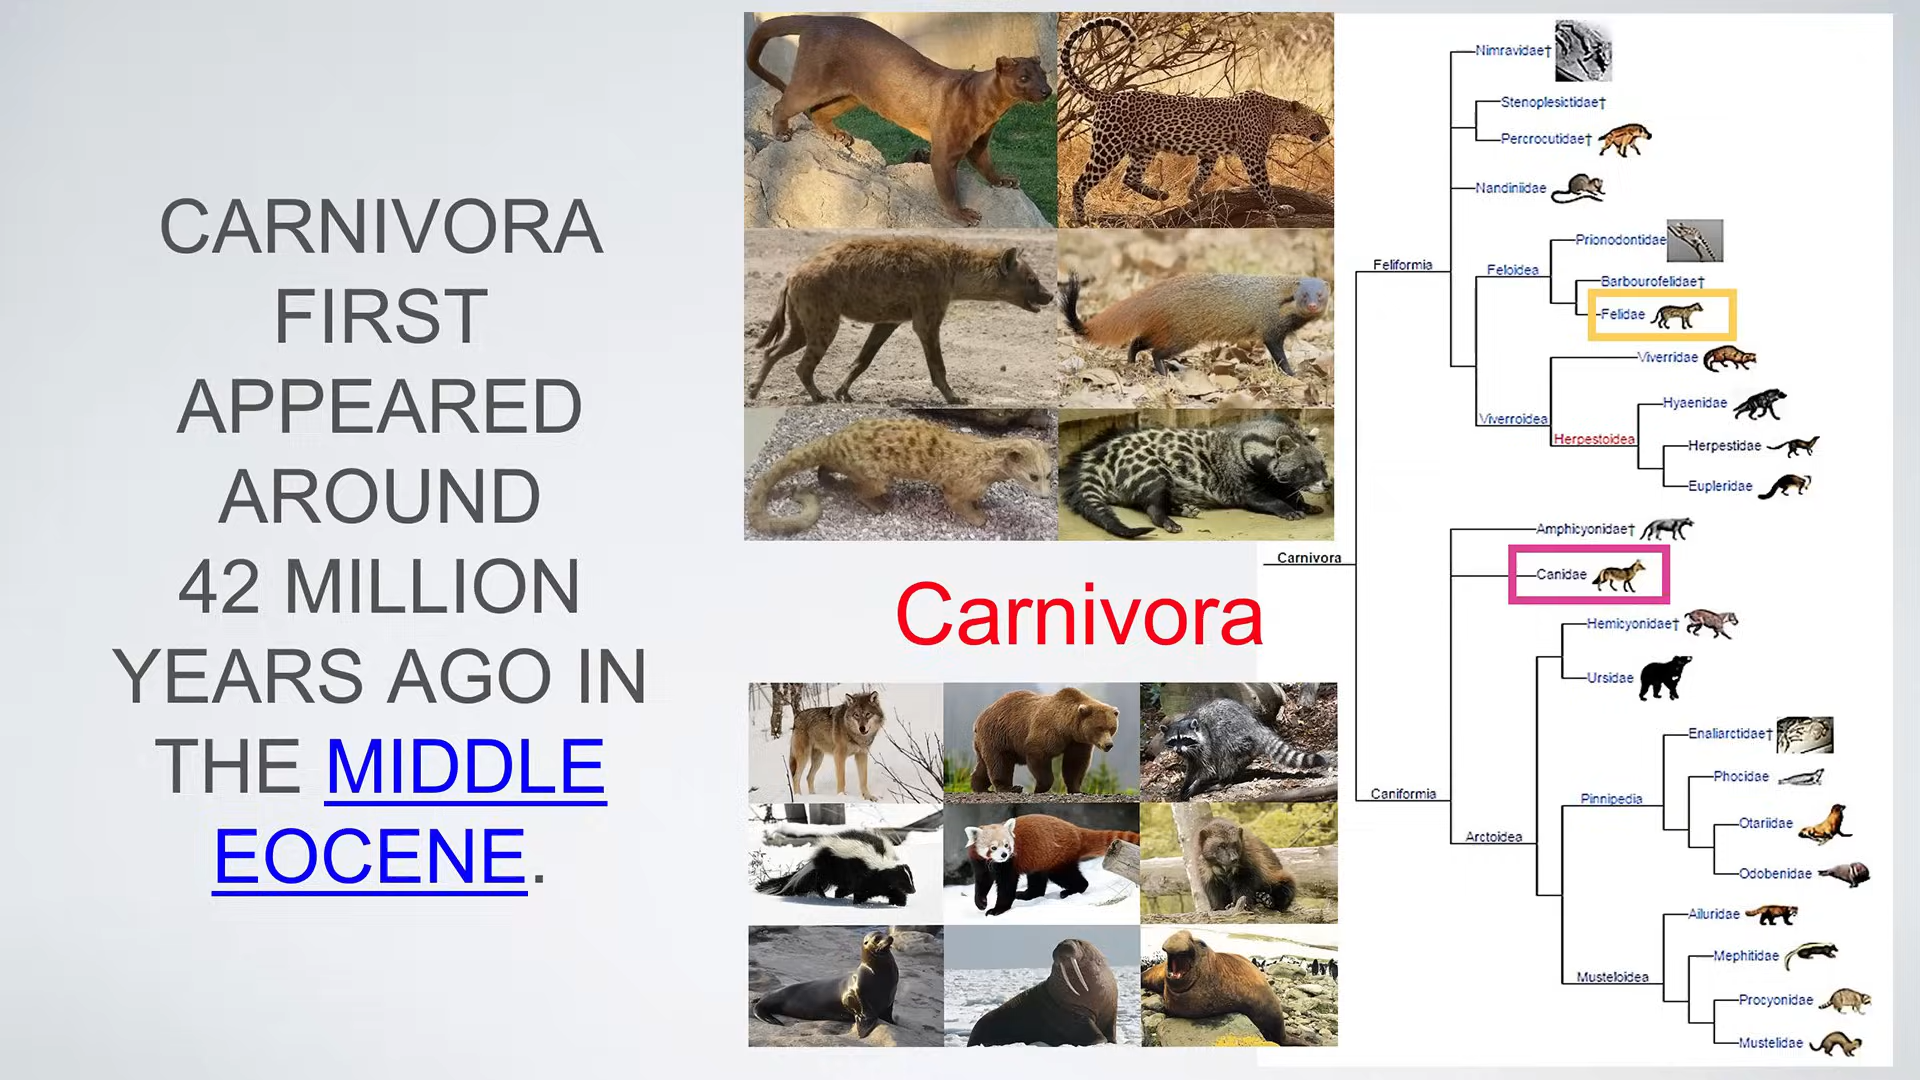 CARNIVORA
FIRST
APPEARED
AROUND
42 MILLION
YEARS AGO IN
THE MIDDLE
EOCENE.
Carnivora
Carnivora
Feliformia
Nimravidae†
Stenoplesictidae†
Percrocutidae†
Nandiniidae
Feloidea
Prionodontidae
Barbourofelidae†
Felidae
Viverroidea
Viverridae
Herpestoidea
Hyaenidae
Herpestidae
Eupleridae
Caniformia
Amphicyonidae†
Canidae
Arctoidea
Hemicyonidae†
Ursidae
Pinnipedia
Enaliarctidae†
Phocidae
Otariidae
Odobenidae
Musteloidea
Ailuridae
Mephitidae
Procyonidae
Mustelidae